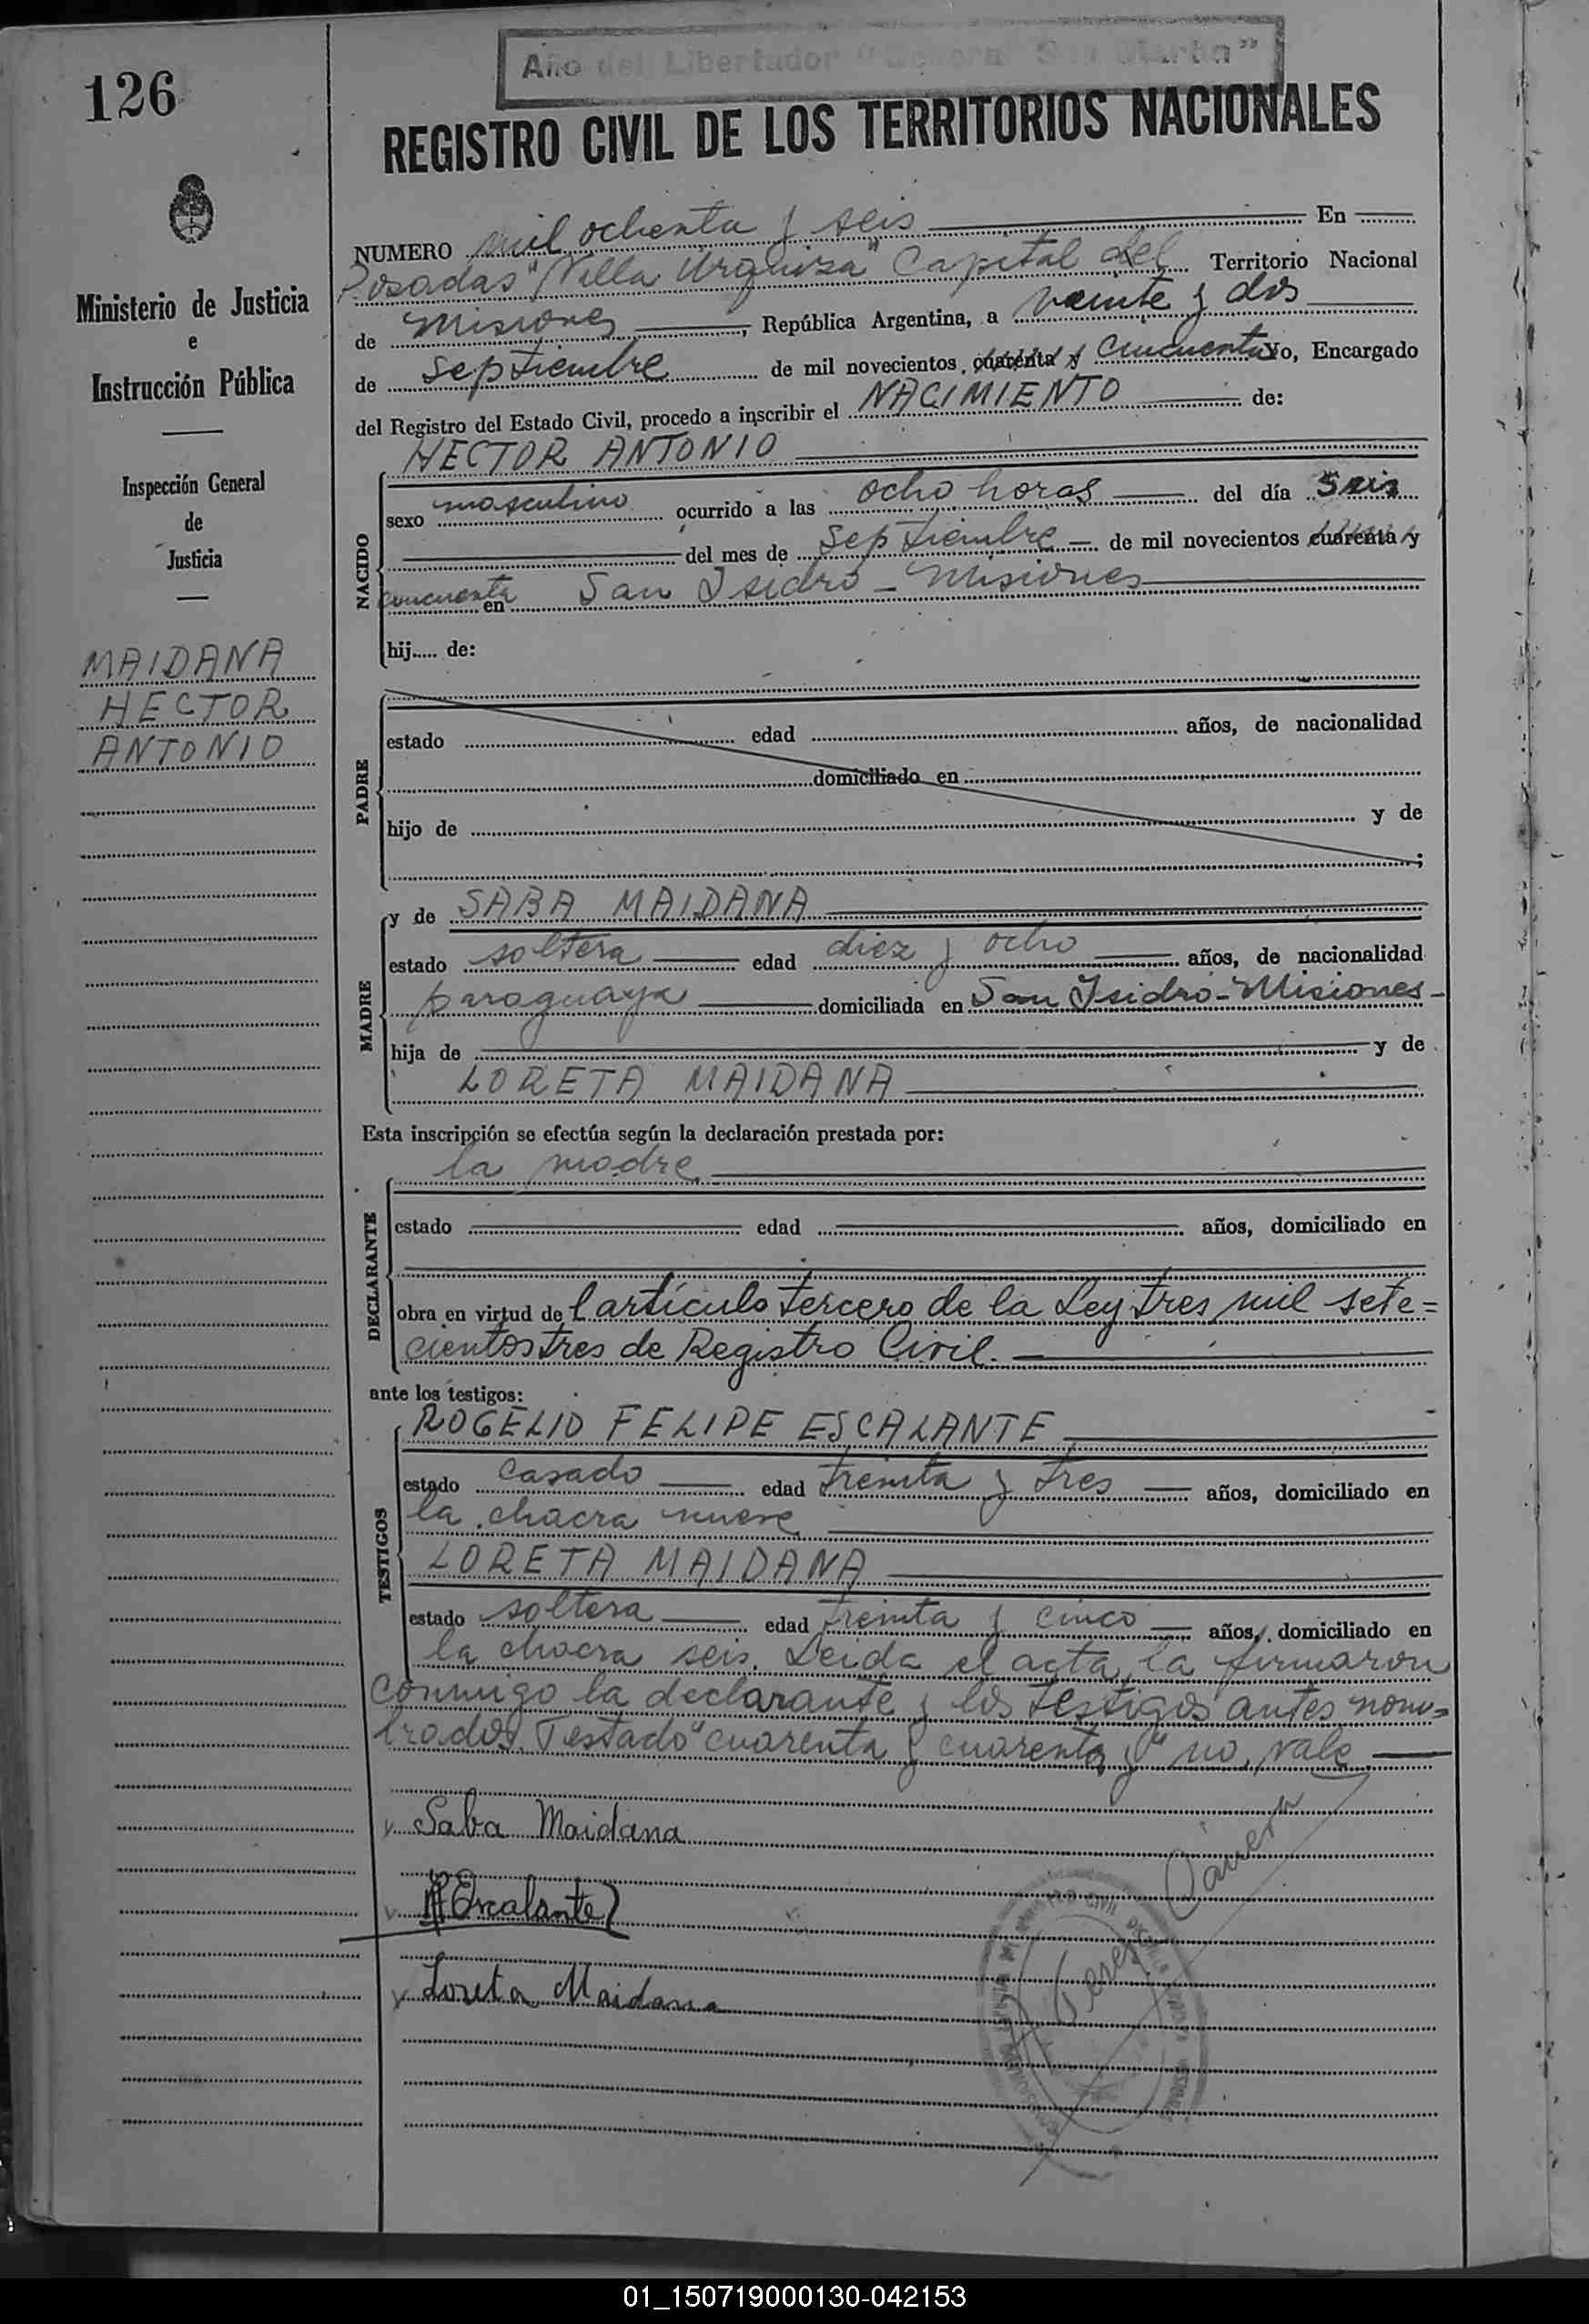 Año del Libertador "General San Martín"
126
REGISTRO CIVIL DE LOS TERRITORIOS NACIONALES
NUMERO mil ochenta y seis En
Posadas "Villa Urquiza" Capital del Territorio Nacional
de Misiones, República Argentina, a veinte y dos
de septiembre de mil novecientos cuarenta y cincuenta Yo, Encargado
del Registro del Estado Civil, procedo a inscribir el NACIMIENTO de:
HECTOR ANTONIO
NACIDO
sexo masculino ocurrido a las ocho horas del día seis
del mes de septiembre de mil novecientos cuarenta y
cincuenta en San Isidro - Misiones
hij..... de:
PADRE
estado edad años, de nacionalidad
domiciliado en
hijo de y de
;
MADRE
y de SABA MAIDANA
estado soltera edad diez y ocho años, de nacionalidad
paraguaya domiciliada en San Isidro - Misiones -
hija de y de
LORETA MAIDANA
Esta inscripción se efectúa según la declaración prestada por:
la madre
DECLARANTE
estado edad años, domiciliado en
obra en virtud de l artículo tercero de la Ley tres mil sete=
cientos tres de Registro Civil.
ante los testigos:
TESTIGOS
ROGELIO FELIPE ESCALANTE
estado casado edad treinta y tres años, domiciliado en
la chacra nueve
LORETA MAIDANA
estado soltera edad treinta y cinco años, domiciliado en
la chacra seis. Leida el acta, la firmaron
conmigo la declarante y los testigos antes nom=
brados. Testado "cuarenta y cuarenta y" no vale
Saba Maidana
Escalante
Loreta Maidana
Ministerio de Justicia
e
Instrucción Pública
Inspección General
de
Justicia
MAIDANA
HECTOR
ANTONIO
01_150719000130-042153